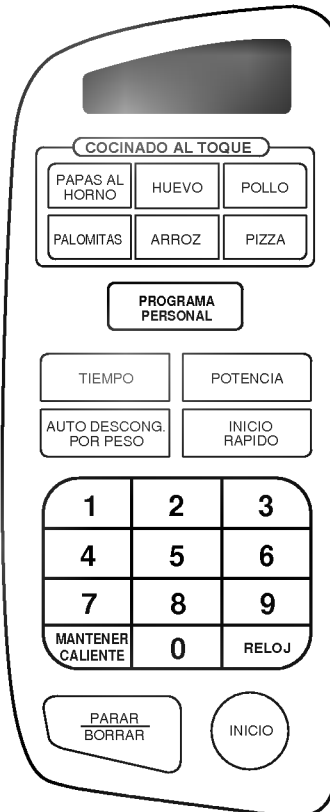 COCINADO AL TOQUE
PAPAS AL
HORNO
HUEVO
POLLO
PALOMITAS
ARROZ
PIZZA
PROGRAMA
PERSONAL
TIEMPO
POTENCIA
AUTO DESCONG.
POR PESO
INICIO
RAPIDO
1
2
3
4
5
6
7
8
9
MANTENER
CALIENTE
0
RELOJ
PARAR
BORRAR
INICIO